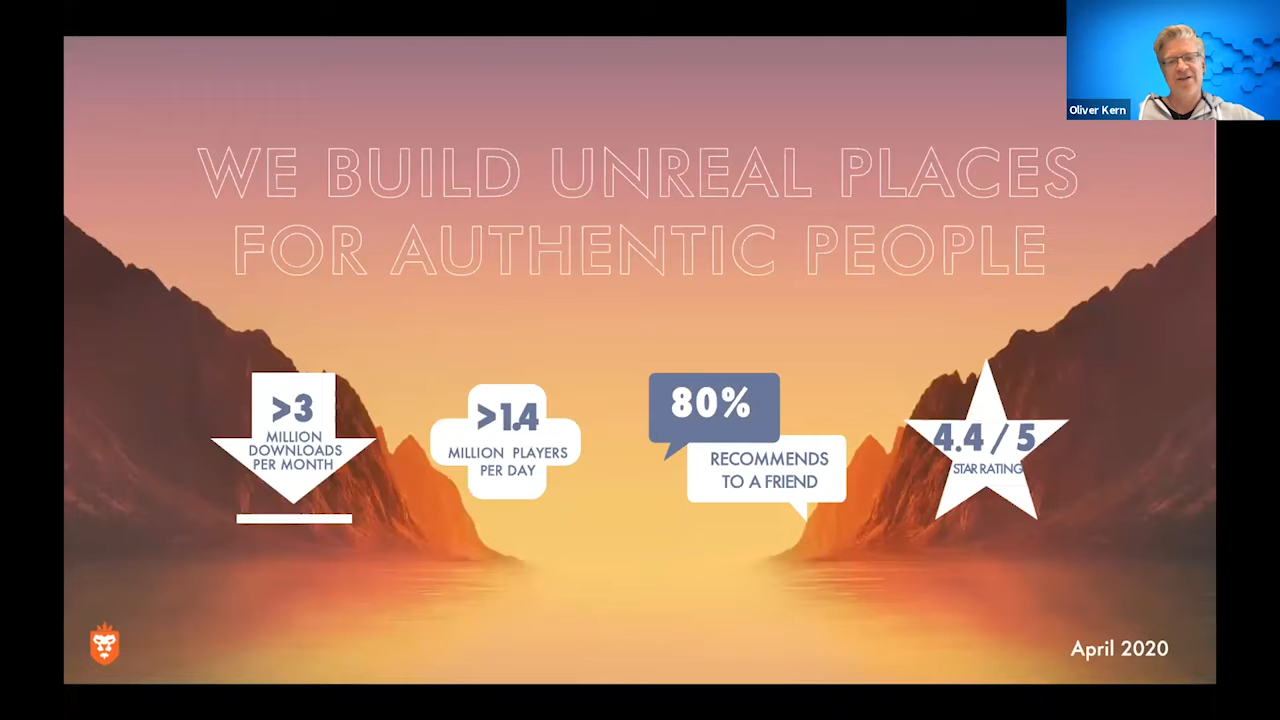 Oliver Kern
WE BUILD UNREAL PLACES
FOR AUTHENTIC PEOPLE
>3
MILLION
DOWNLOADS
PER MONTH
>1.4
MILLION PLAYERS
PER DAY
80%
RECOMMENDS
TO A FRIEND
4.4 / 5
STAR RATING
April 2020